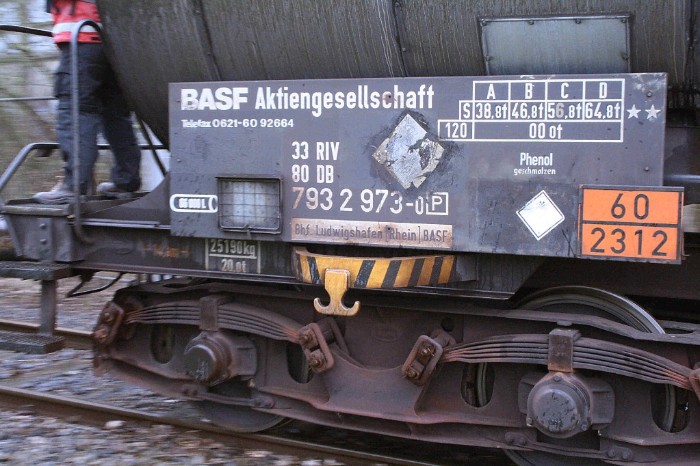 BASF Aktiengesellschaft
Telefax 0621-60 92664
A B C D
S 38,8t 46,8t 56,8t 64,8t
120 00 0t
33 RIV
80 DB
793 2 973-0 P
Phenol
geschmolzen
Bhf. Ludwigshafen (Rhein) BASF
25190kg
20 0t
60
2312